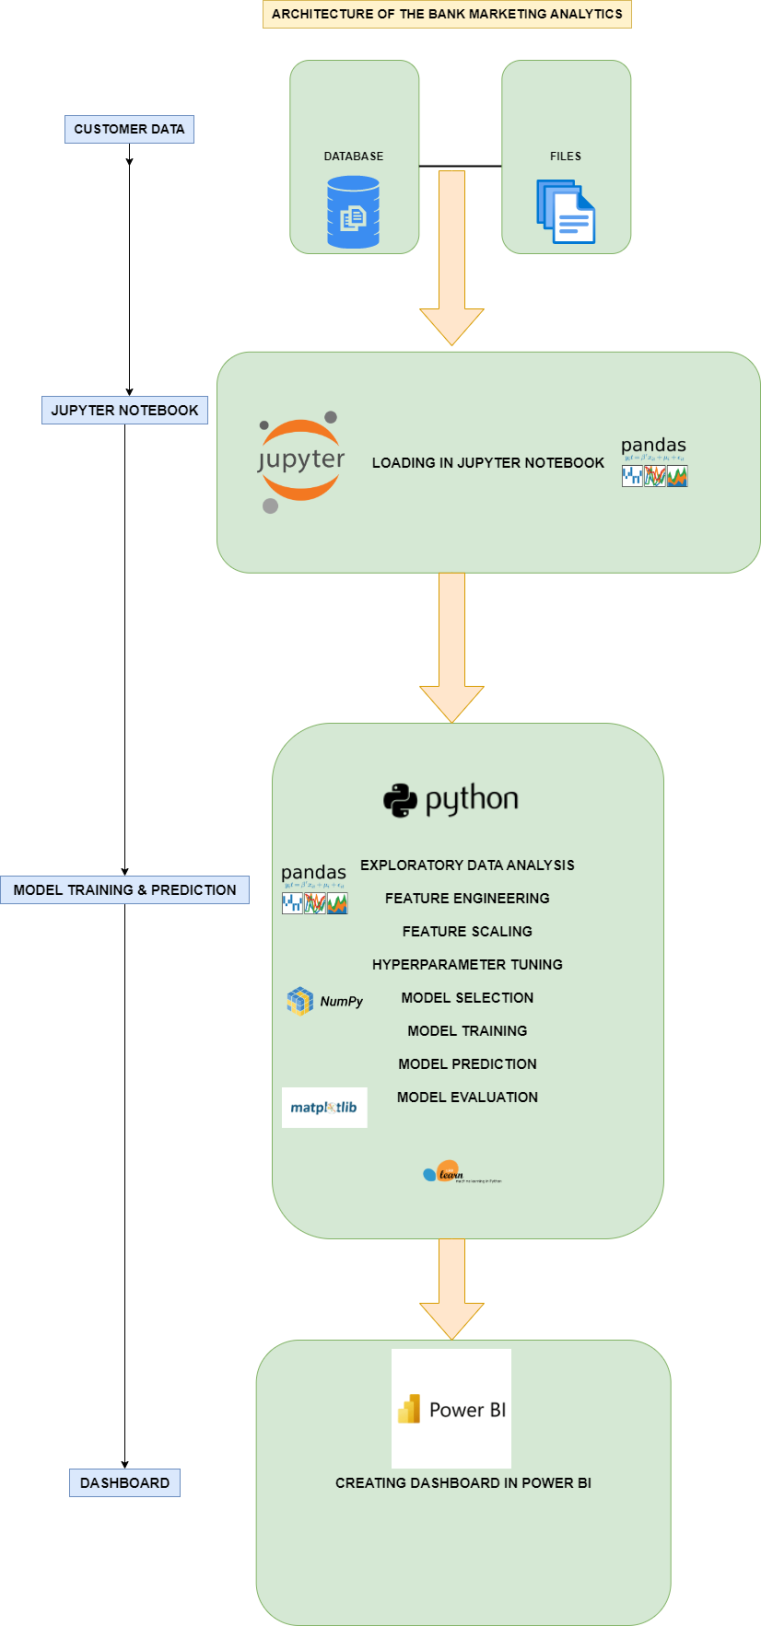 ARCHITECTURE OF THE BANK MARKETING ANALYTICS
CUSTOMER DATA
DATABASE
FILES
JUPYTER NOTEBOOK
jupyter
LOADING IN JUPYTER NOTEBOOK
pandas
python
MODEL TRAINING & PREDICTION
pandas
EXPLORATORY DATA ANALYSIS
FEATURE ENGINEERING
FEATURE SCALING
HYPERPARAMETER TUNING
NumPy
MODEL SELECTION
MODEL TRAINING
MODEL PREDICTION
matplotlib
MODEL EVALUATION
learn
Power BI
DASHBOARD
CREATING DASHBOARD IN POWER BI